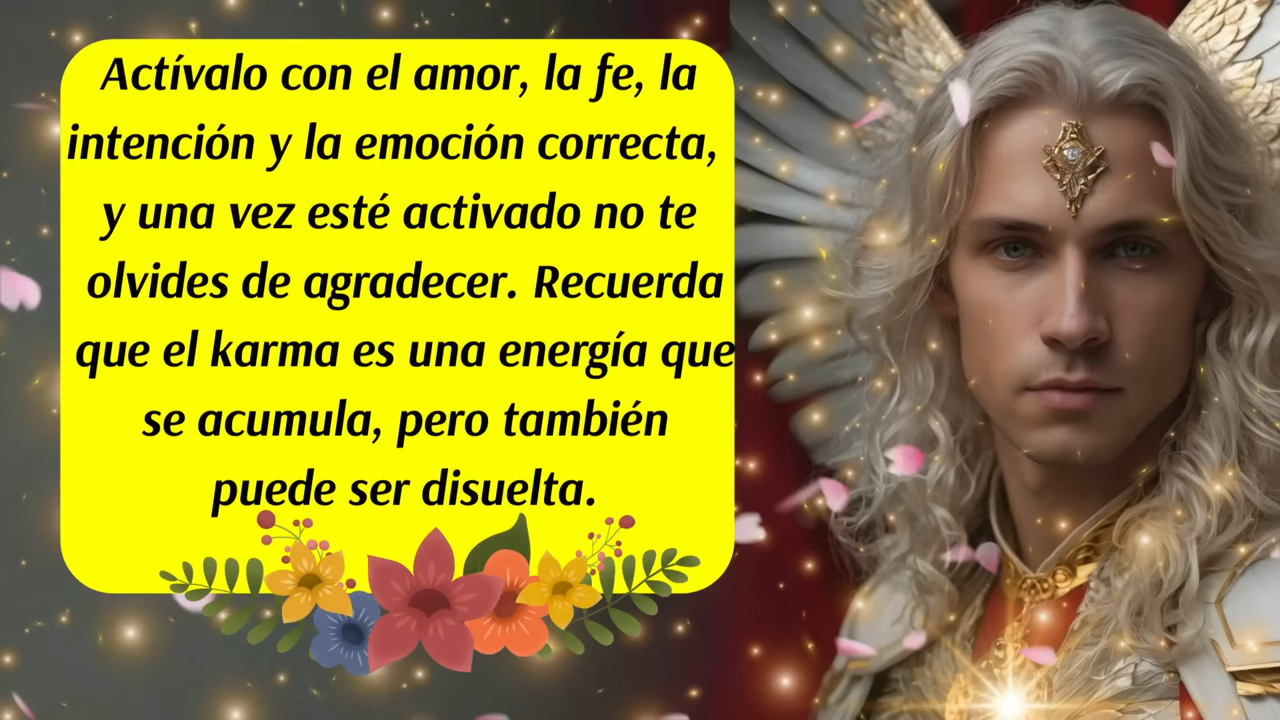 Actívalo con el amor, la fe, la
intención y la emoción correcta,
y una vez esté activado no te
olvides de agradecer. Recuerda
que el karma es una energía que
se acumula, pero también
puede ser disuelta.